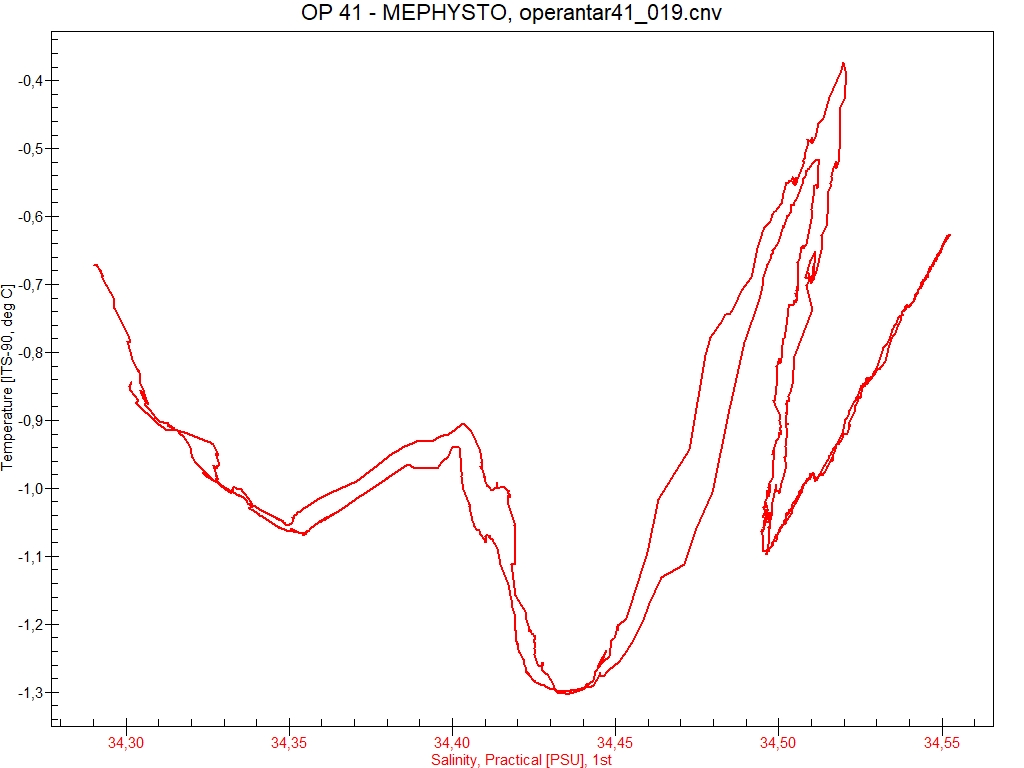 OP 41 - MEPHYSTO, operantar41_019.cnv
-0,4
-0,5
-0,6
-0,7
-0,8
-0,9
-1,0
-1,1
-1,2
-1,3
Temperature [ITS-90, deg C]
34,30 34,35 34,40 34,45 34,50 34,55
Salinity, Practical [PSU], 1st